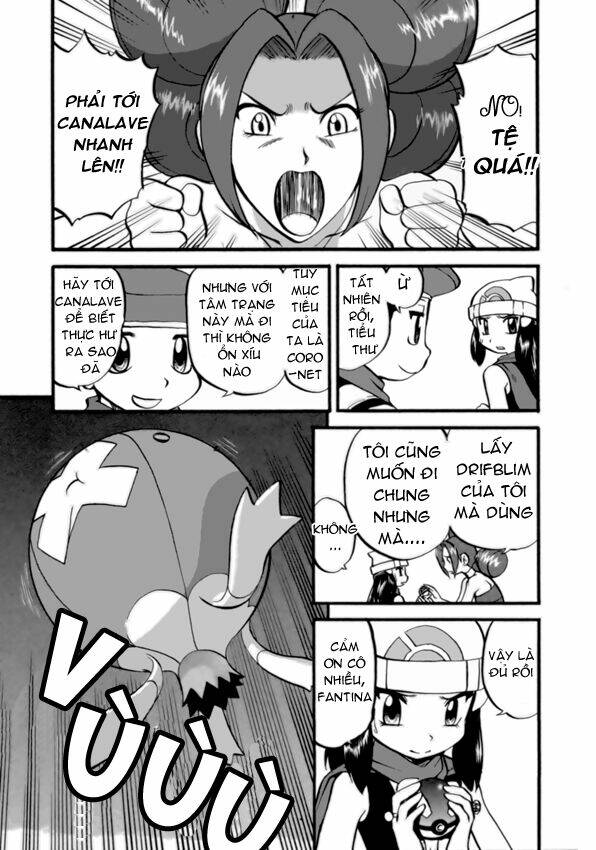 NO!
TỆ
QUÁ!!
PHẢI TỚI
CANALAVE
NHANH
LÊN!!
Ừ
TẤT
NHIÊN
RỒI,
TIỂU
THƯ
TUY
MỤC
TIÊU
CỦA
TA LÀ
CORO-
NET
NHƯNG VỚI
TÂM TRẠNG
NÀY MÀ ĐI
THÌ KHÔNG
ỔN XÍU
NÀO
HÃY TỚI
CANALAVE
ĐỂ BIẾT
THỰC HƯ
RA SAO
ĐÃ
LẤY
DRIFBLIM
CỦA TÔI
MÀ DÙNG
TÔI CŨNG
MUỐN ĐI
CHUNG
NHƯNG
MÀ....
KHÔNG
...
VẬY LÀ
ĐỦ RỒI
CẢM
ƠN CÔ
NHIỀU,
FANTINA
VÙÙÙÙ